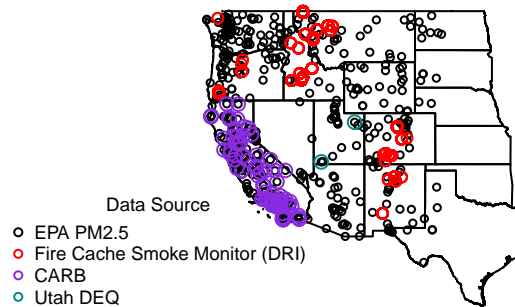 Data Source
EPA PM2.5
Fire Cache Smoke Monitor (DRI)
CARB
Utah DEQ